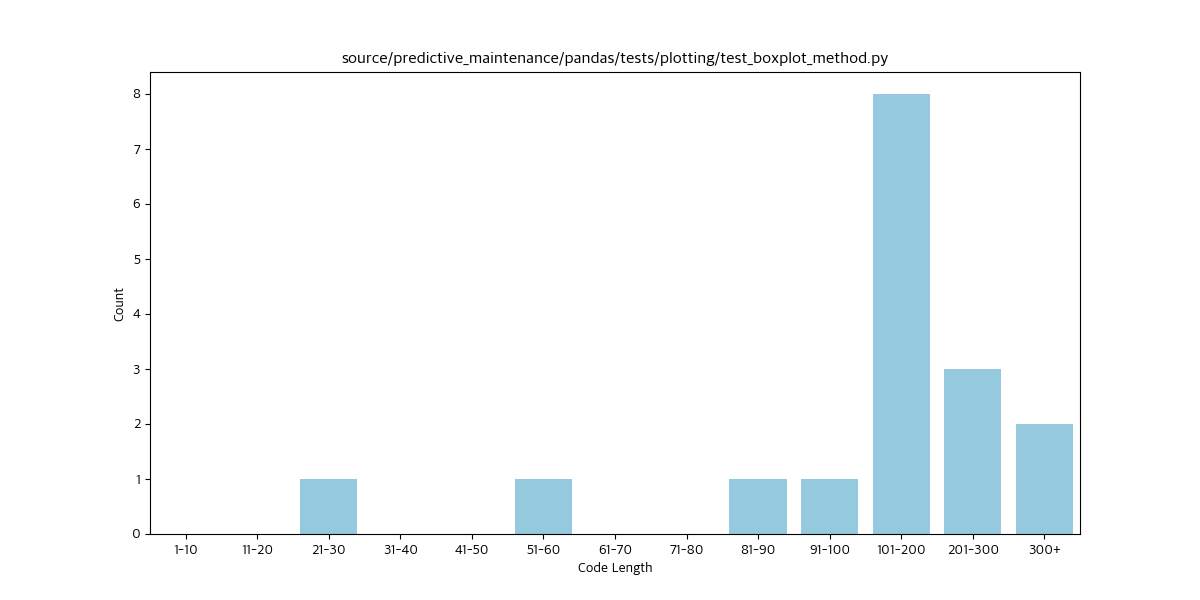 source/predictive_maintenance/pandas/tests/plotting/test_boxplot_method.py
8
7
6
5
4
3
2
1
0
Count
1-10 11-20 21-30 31-40 41-50 51-60 61-70 71-80 81-90 91-100 101-200 201-300 300+
Code Length